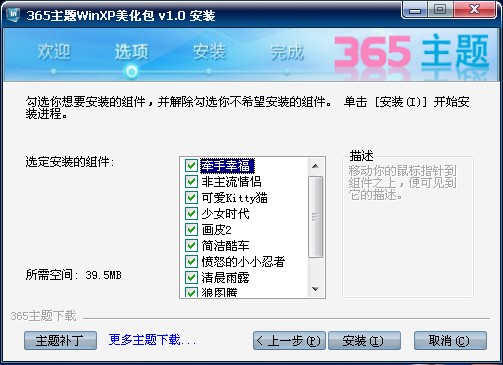 365主题WinXP美化包 v1.0 安装
欢迎 选项 安装 完成 365主题
勾选你想要安装的组件，并解除勾选你不希望安装的组件。 单击 [安装(I)] 开始安
装进程。
选定安装的组件:
牵手幸福
非主流情侣
可爱Kitty猫
少女时代
画皮2
简洁酷车
愤怒的小小忍者
清晨雨露
狼图腾
描述
移动你的鼠标指针到
组件之上，便可见到
它的描述。
所需空间: 39.5MB
365主题下载
主题补丁 更多主题下载... < 上一步(P) 安装(I) 取消(C)